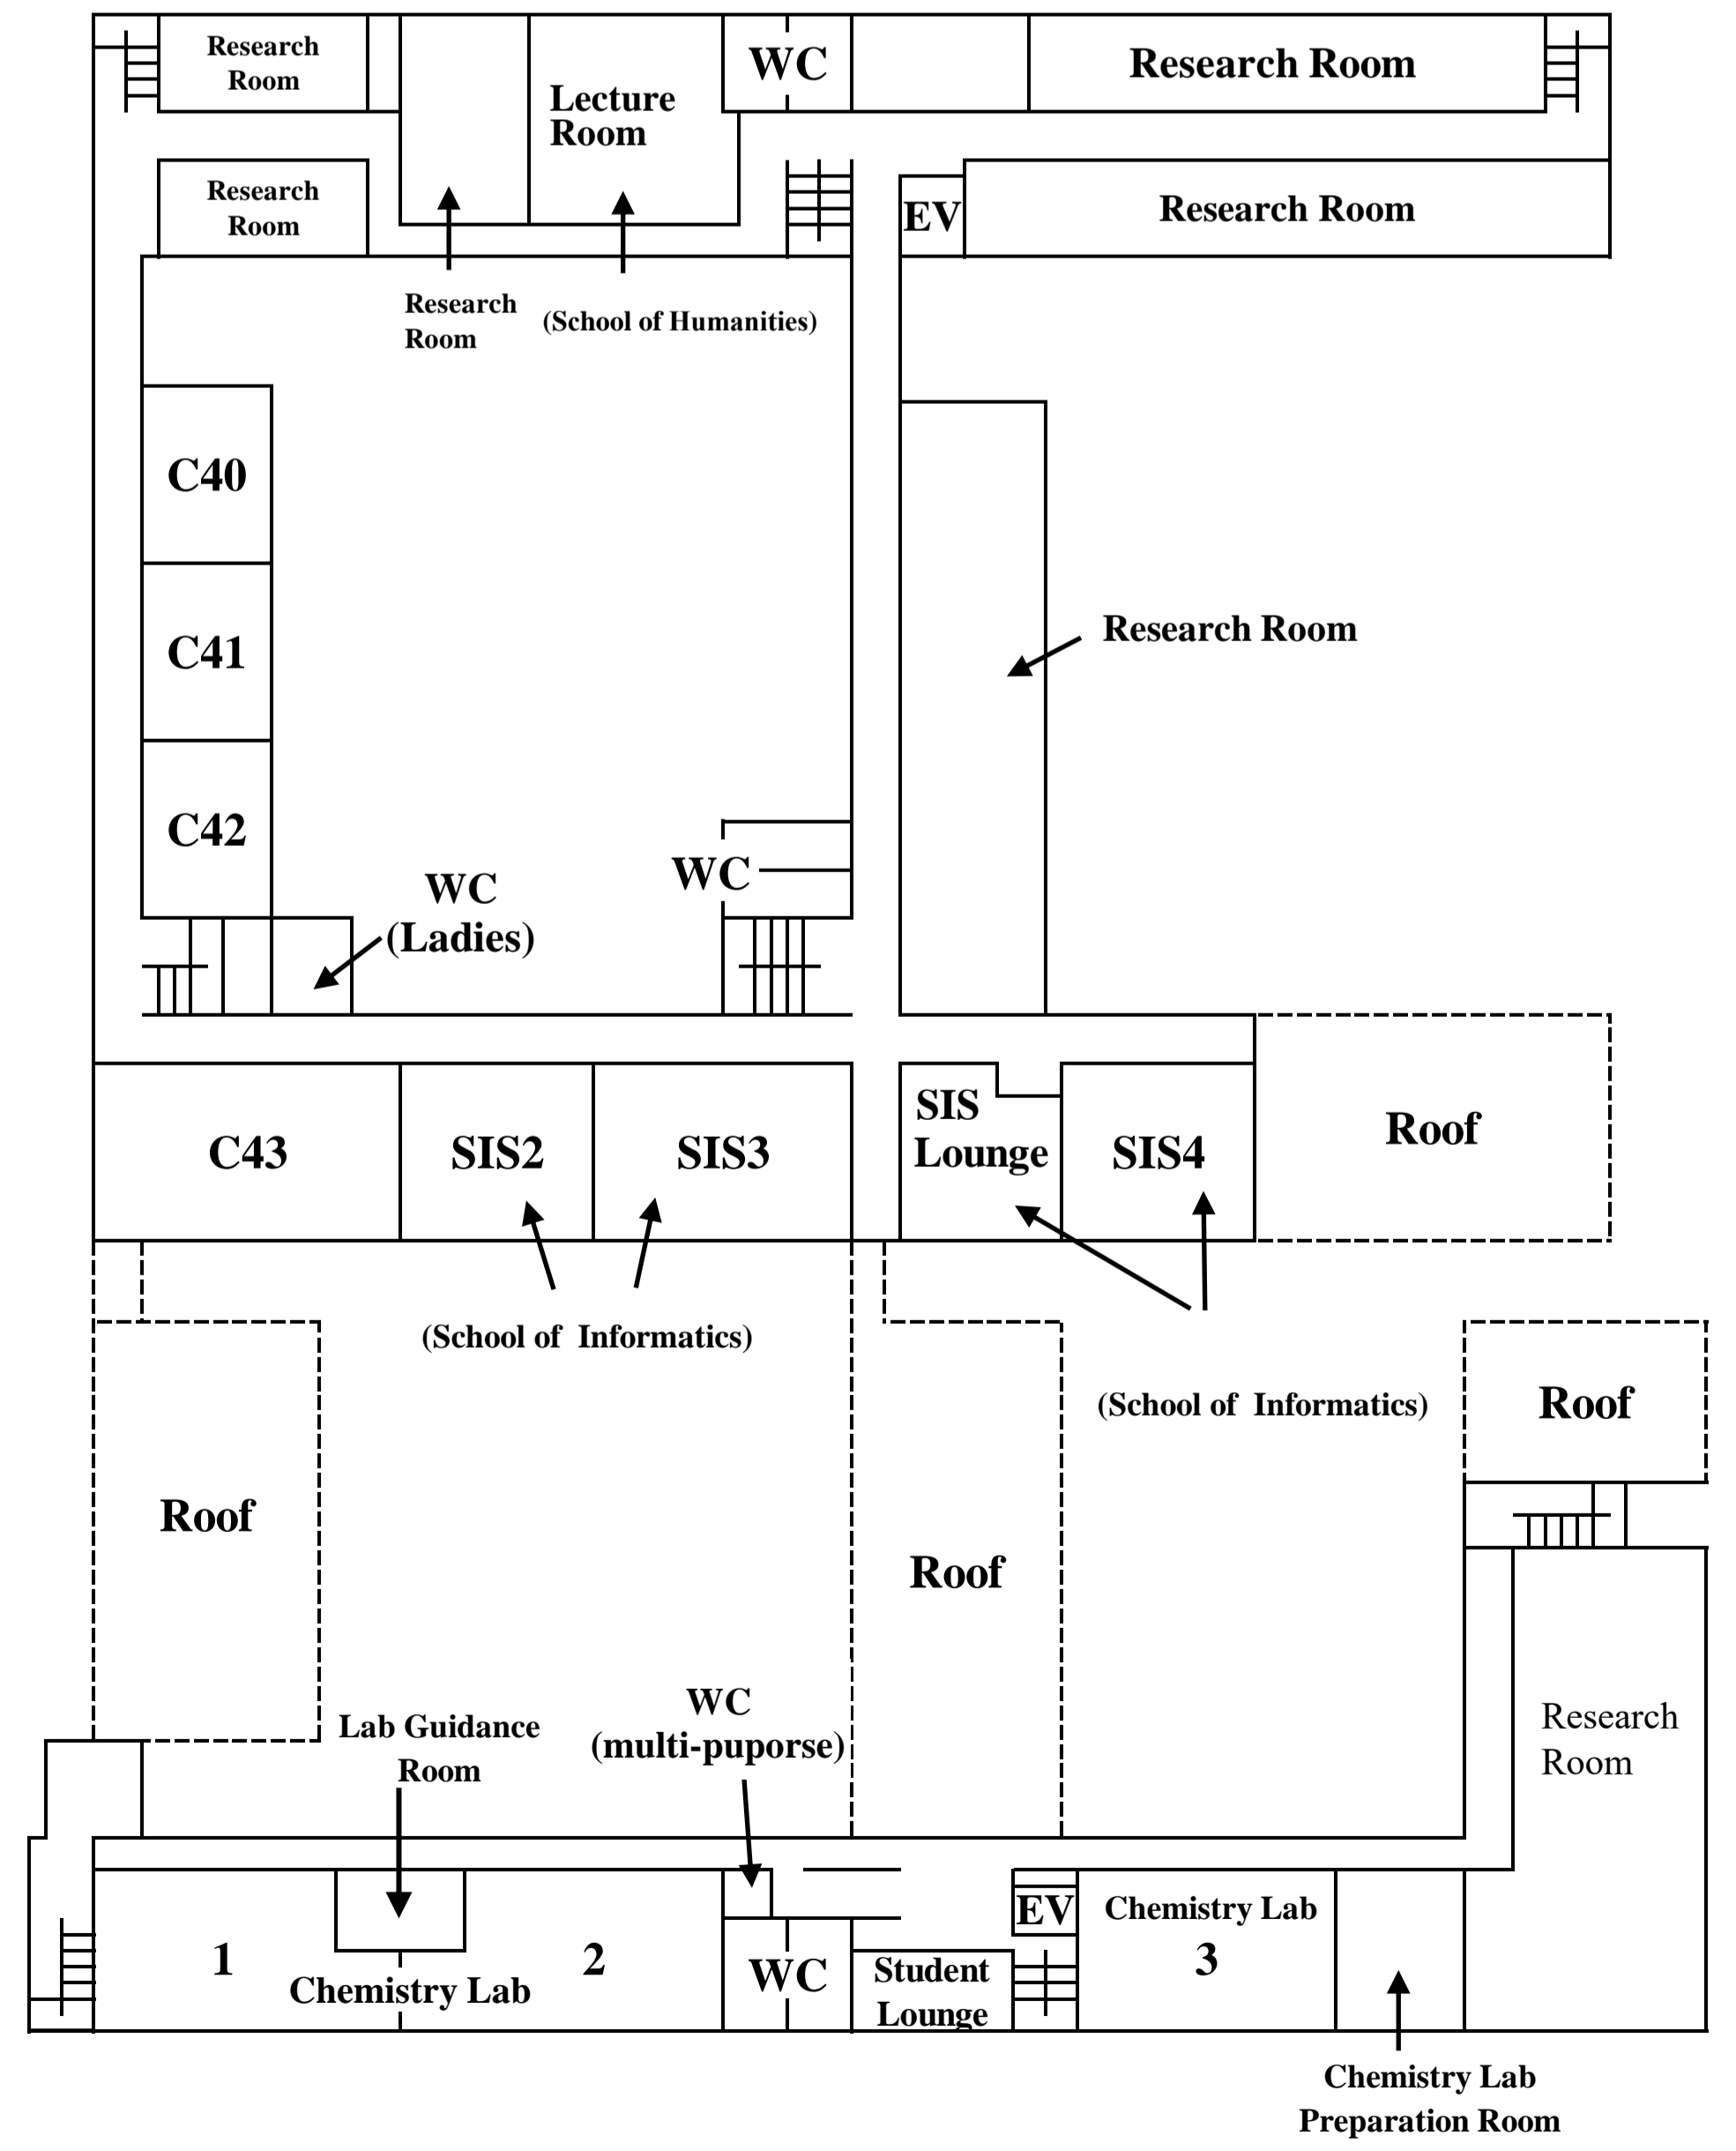 Research
Room
Lecture
Room
WC
Research Room
Research
Room
EV
Research Room
Research
Room
(School of Humanities)
C40
Research Room
C41
C42
WC
WC
(Ladies)
C43
SIS2
SIS3
SIS
Lounge
SIS4
Roof
(School of Informatics)
(School of Informatics)
Roof
Roof
Roof
Lab Guidance
Room
WC
(multi-puporse)
Research
Room
1
Chemistry Lab
2
WC
Student
Lounge
EV
Chemistry Lab
3
Chemistry Lab
Preparation Room